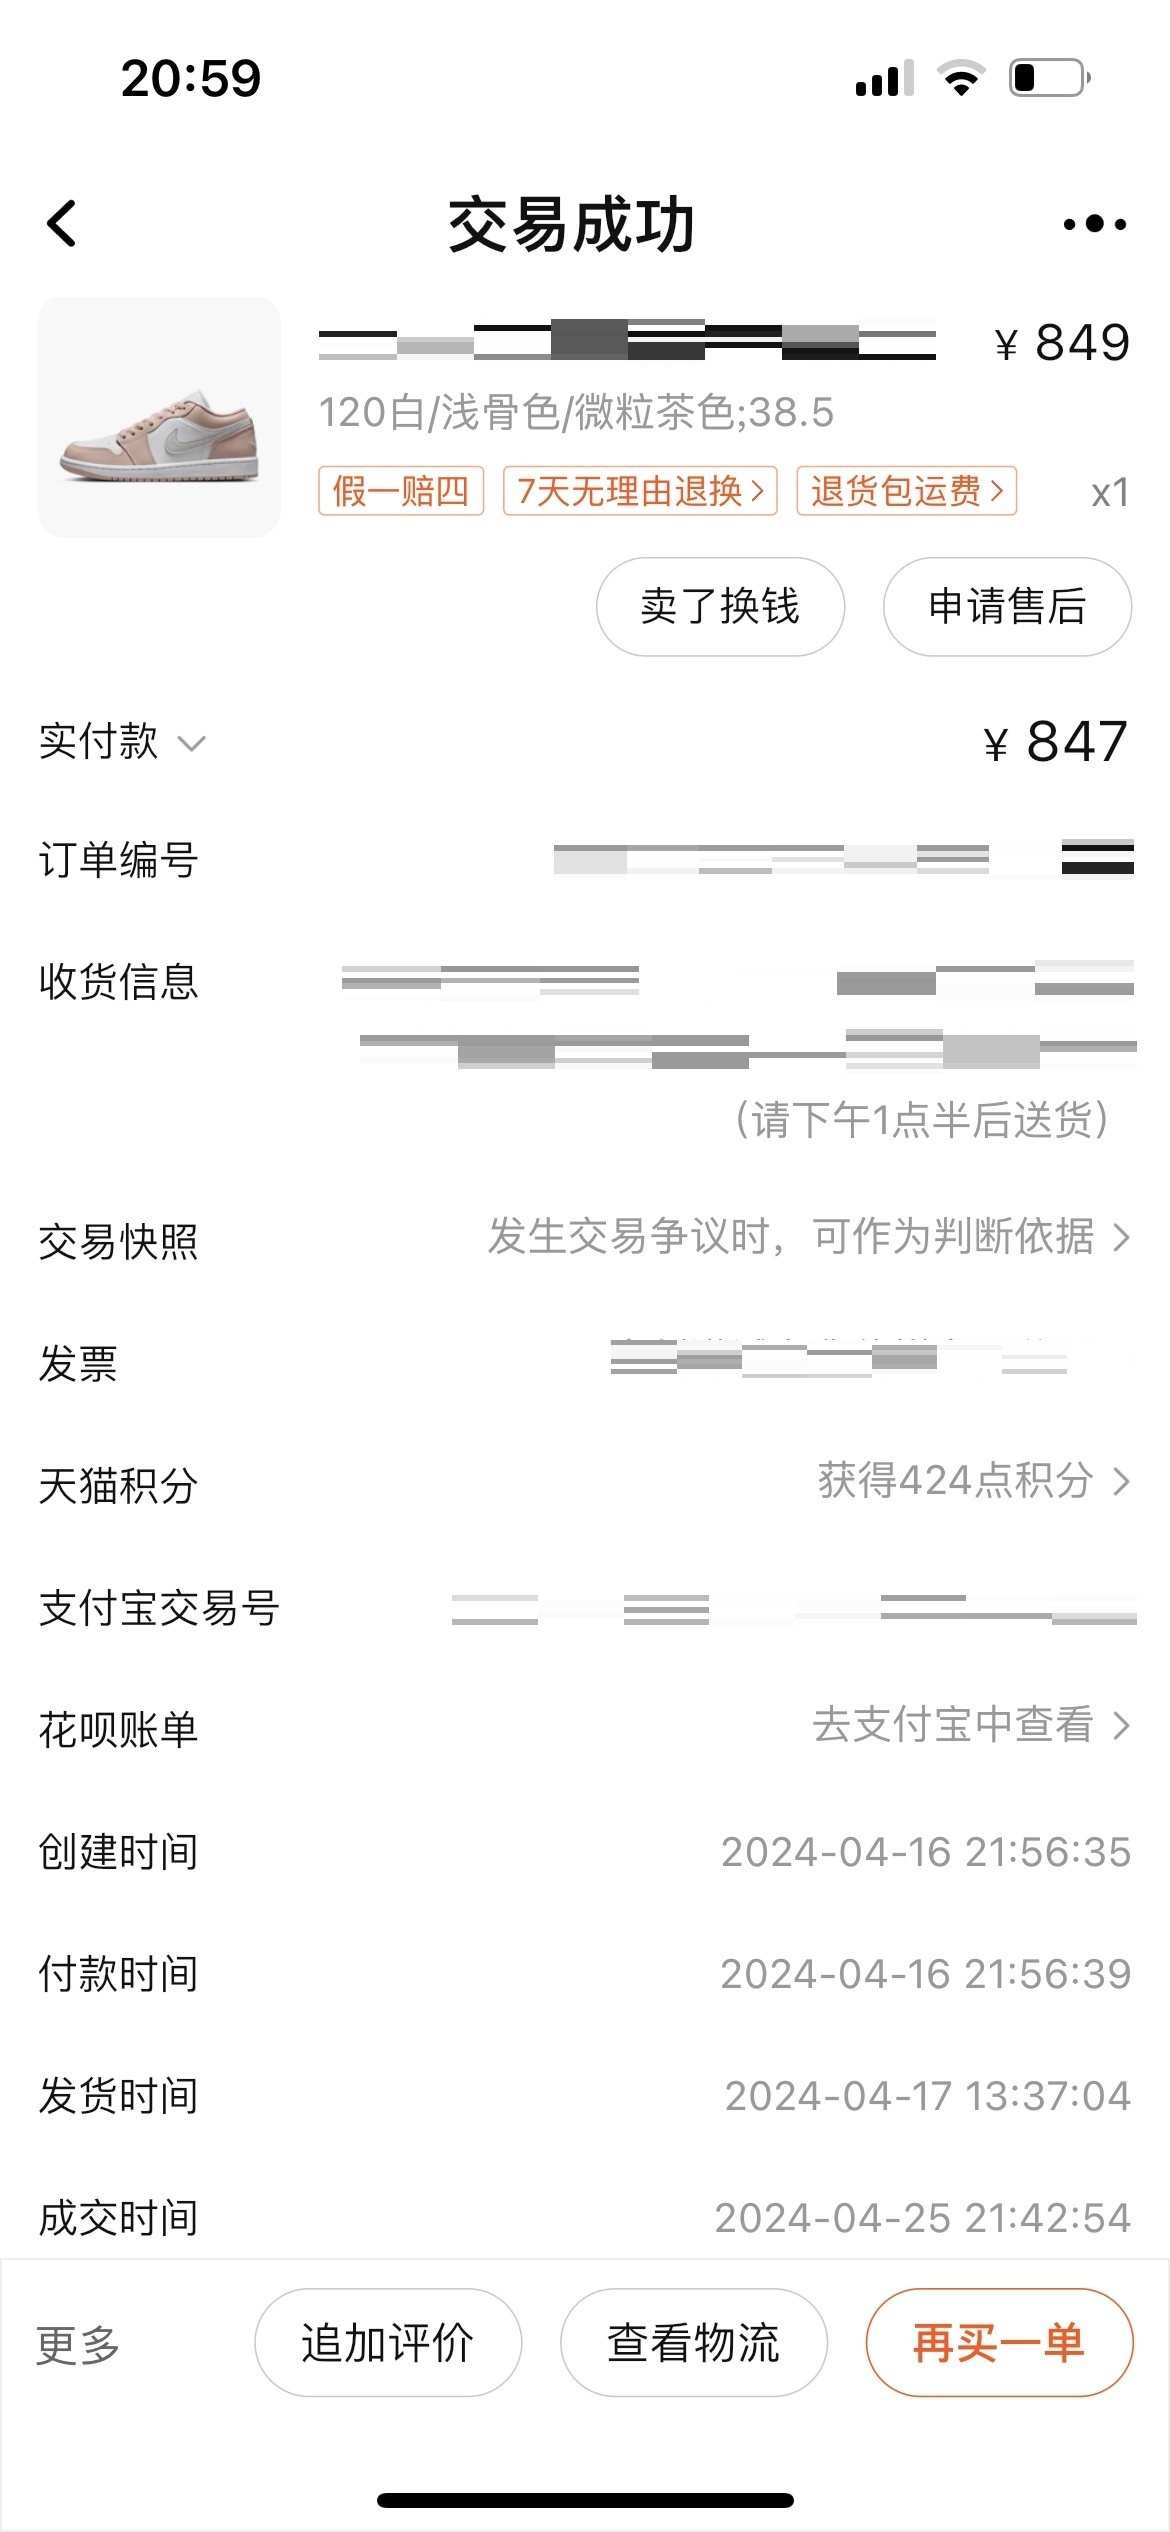 20:59
交易成功
¥ 849
120白/浅骨色/微粒茶色;38.5
假一赔四 7天无理由退换 退货包运费 x1
卖了换钱 申请售后
实付款 ¥ 847
订单编号
收货信息
(请下午1点半后送货)
交易快照 发生交易争议时，可作为判断依据
发票
天猫积分 获得424点积分
支付宝交易号
花呗账单 去支付宝中查看
创建时间 2024-04-16 21:56:35
付款时间 2024-04-16 21:56:39
发货时间 2024-04-17 13:37:04
成交时间 2024-04-25 21:42:54
更多 追加评价 查看物流 再买一单